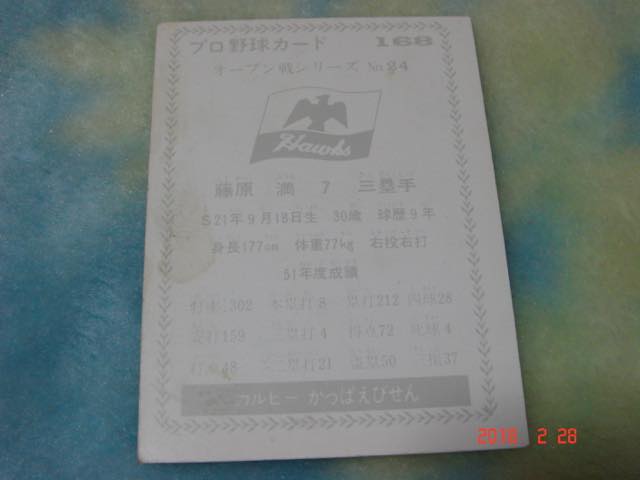 プロ野球カード 168
オープン戦シリーズ No.24
Hawks
藤原 満 7 三塁手
S21年9月18日生 30歳 球歴9年
身長177cm 体重77kg 右投右打
51年度成績
302 本塁打8 塁打212 四球28
安打159 二塁打4 得点72 死球4
打点48 二塁打21 盗塁50 三振37
カルビー かっぱえびせん
2018 2 28